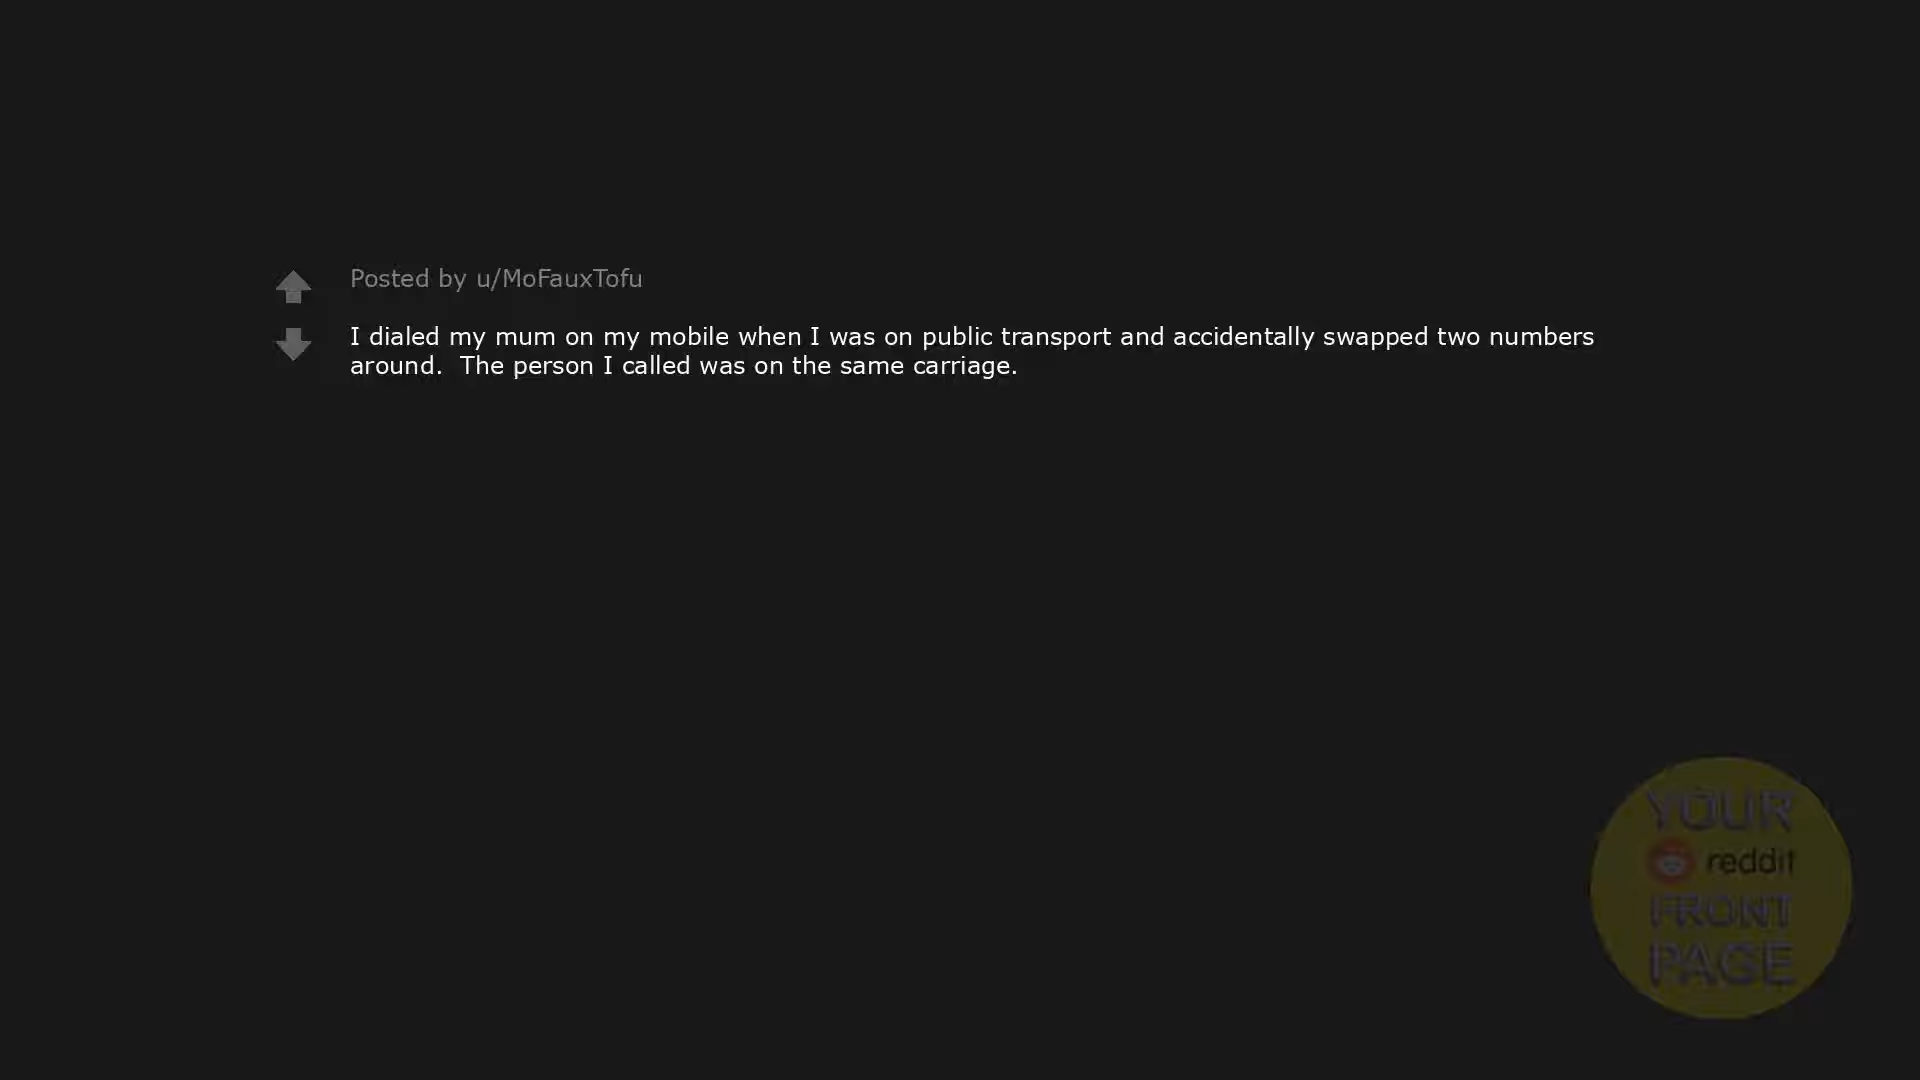 Posted by u/MoFauxTofu
I dialed my mum on my mobile when I was on public transport and accidentally swapped two numbers
around.  The person I called was on the same carriage.
YOUR
reddit
FRONT
PAGE